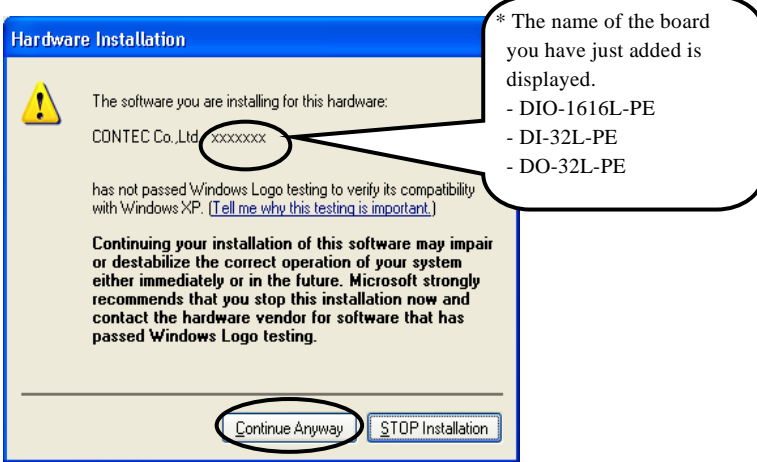 Hardware Installation
* The name of the board
you have just added is
displayed.
- DIO-1616L-PE
- DI-32L-PE
- DO-32L-PE
The software you are installing for this hardware:
CONTEC Co.,Ltd xxxxxxx
has not passed Windows Logo testing to verify its compatibility
with Windows XP. (Tell me why this testing is important.)
Continuing your installation of this software may impair
or destabilize the correct operation of your system
either immediately or in the future. Microsoft strongly
recommends that you stop this installation now and
contact the hardware vendor for software that has
passed Windows Logo testing.
Continue Anyway STOP Installation